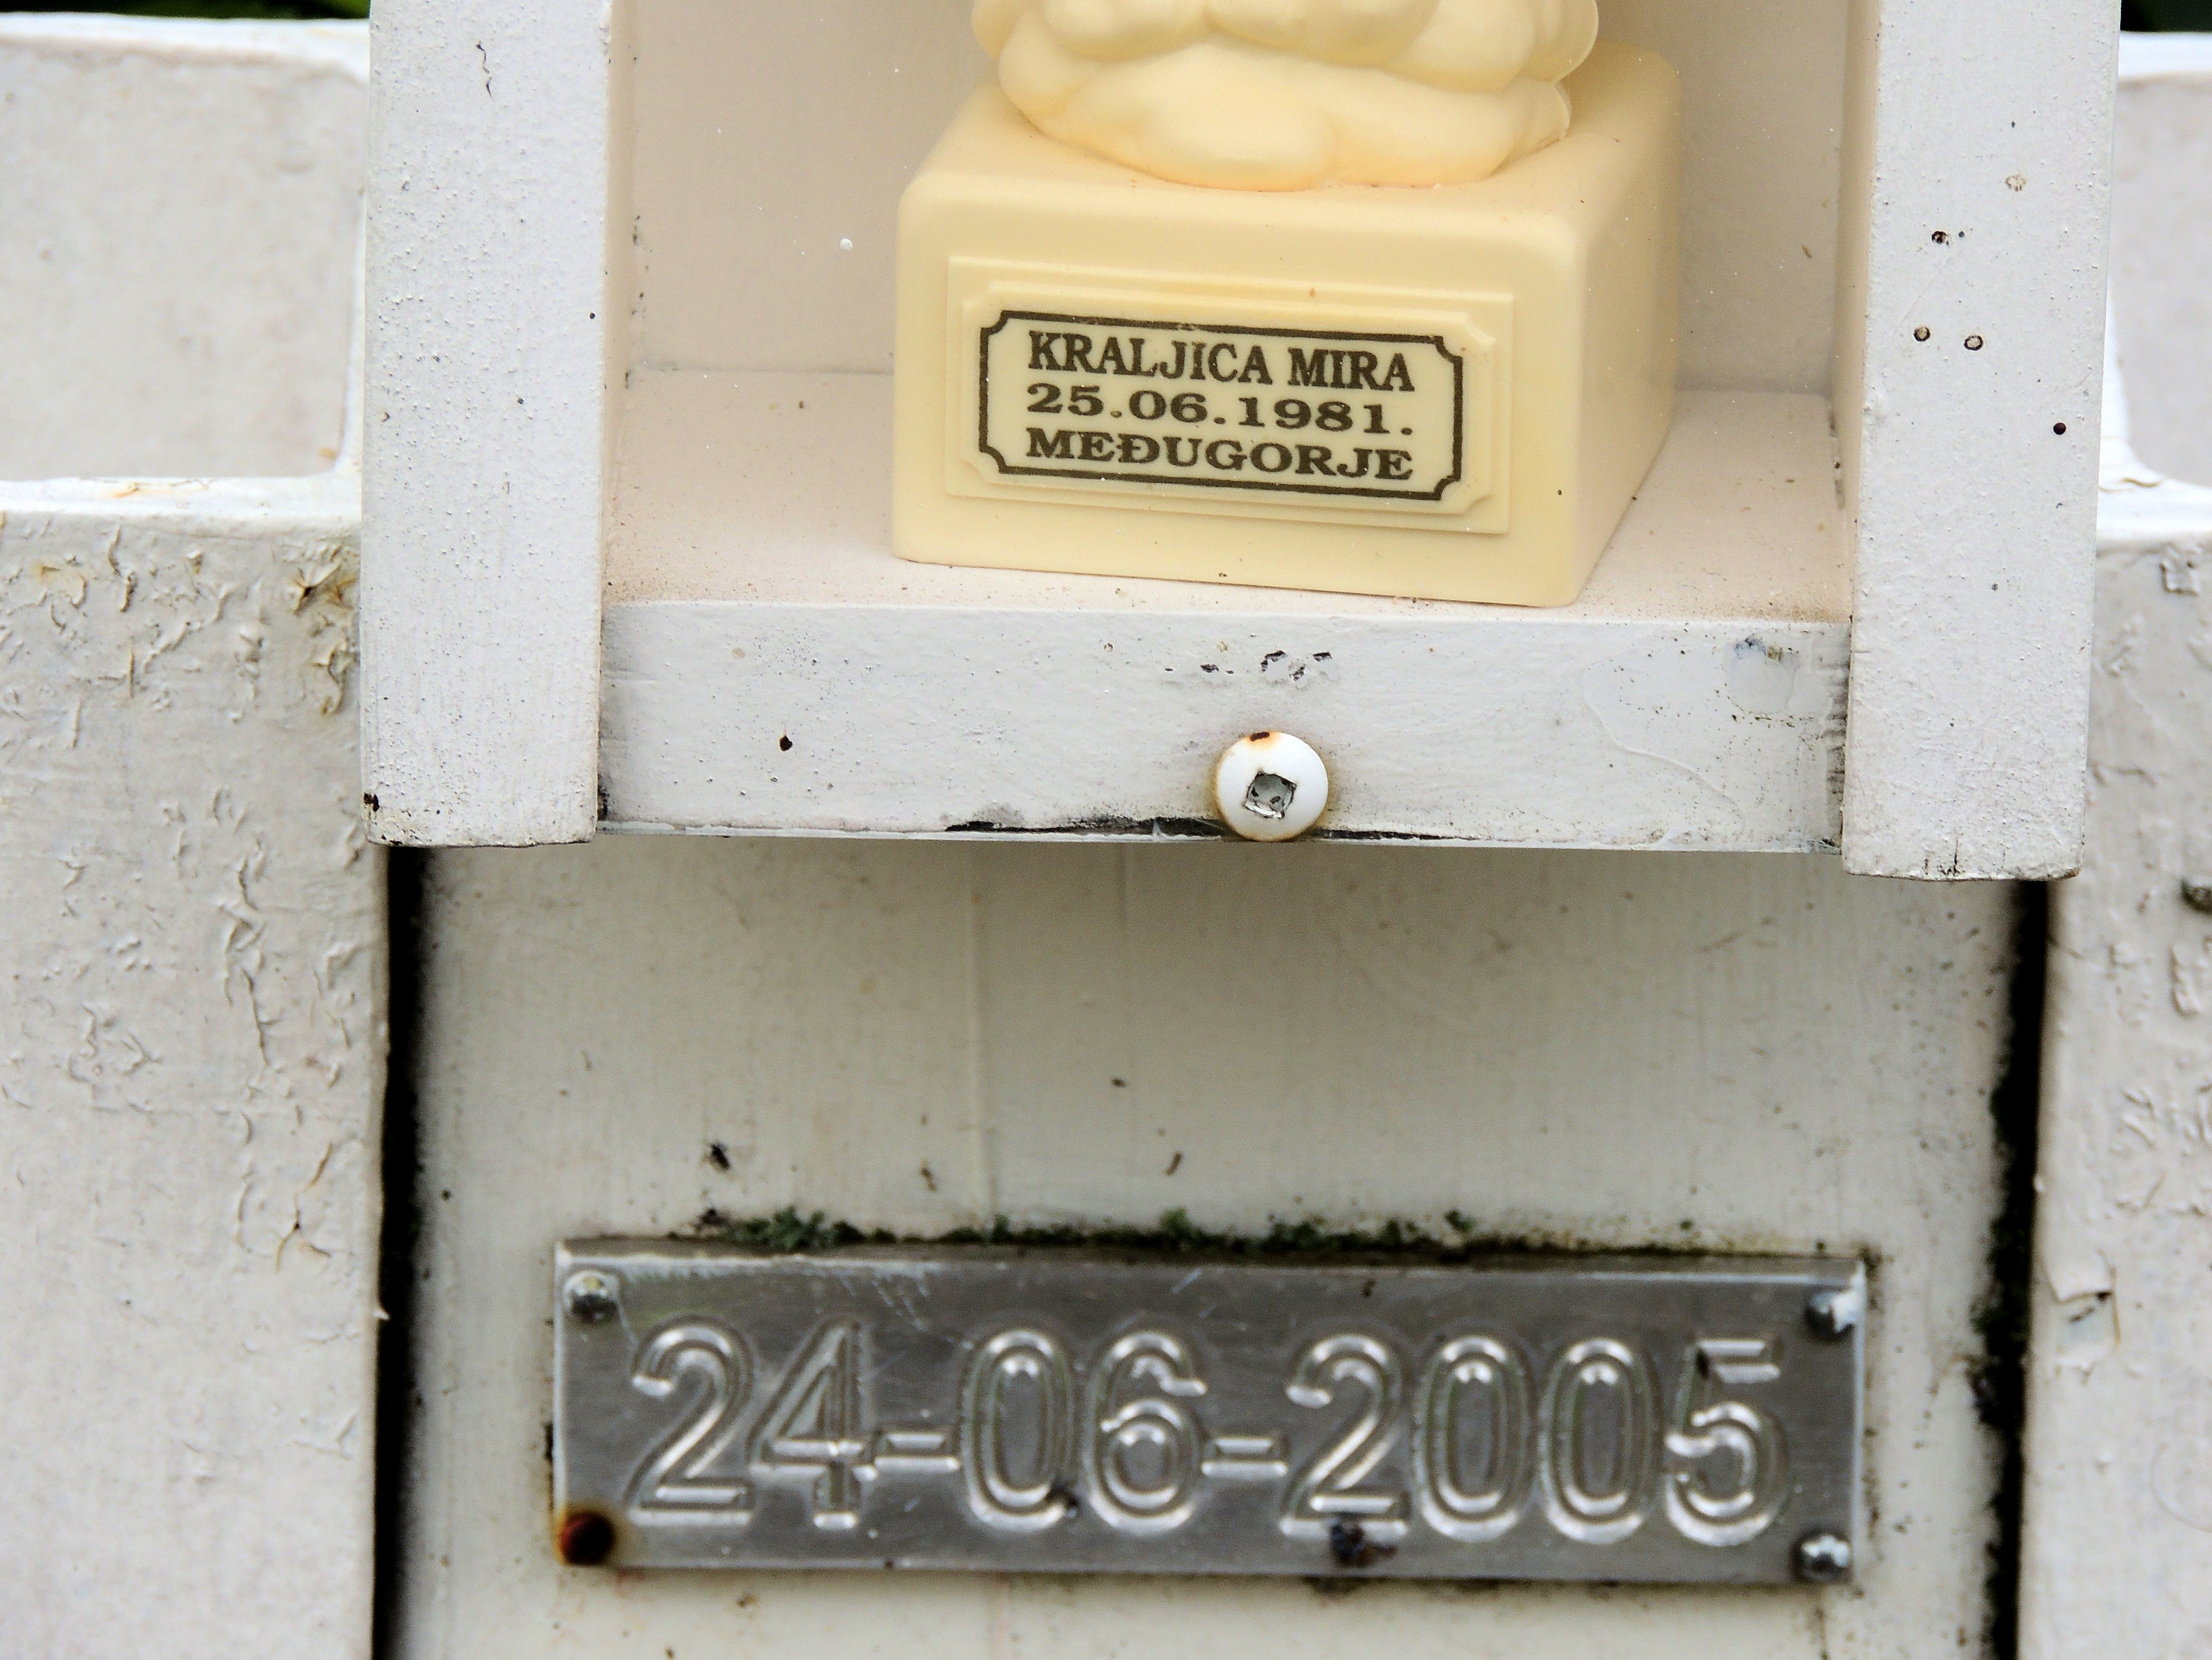 KRALJICA MIRA
25.06.1981.
MEĐUGORJE
24-06-2005